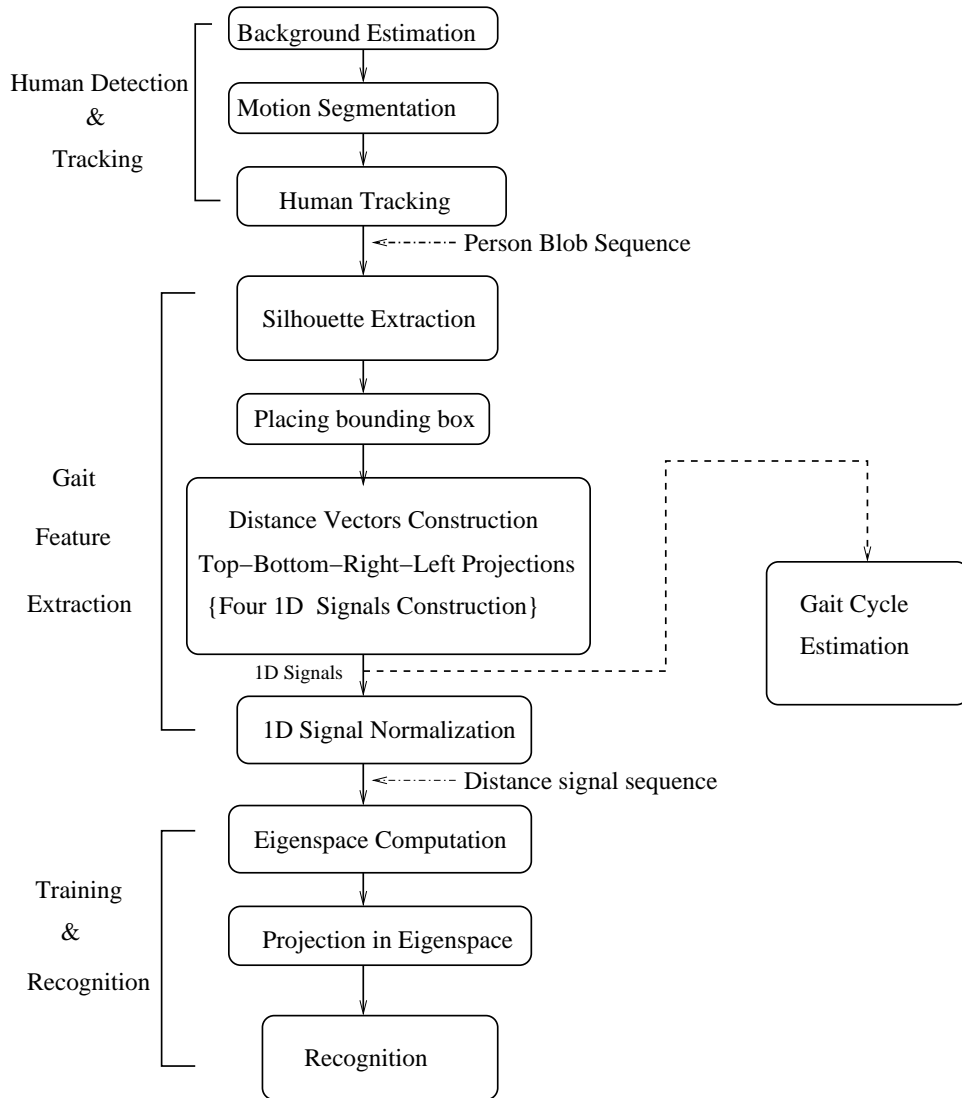 Background Estimation
Human Detection
&
Tracking
Motion Segmentation
Human Tracking
Person Blob Sequence
Silhouette Extraction
Placing bounding box
Gait
Feature
Extraction
Distance Vectors Construction
Top−Bottom−Right−Left Projections
{Four 1D Signals Construction}
Gait Cycle
Estimation
1D Signals
1D Signal Normalization
Distance signal sequence
Eigenspace Computation
Training
&
Recognition
Projection in Eigenspace
Recognition